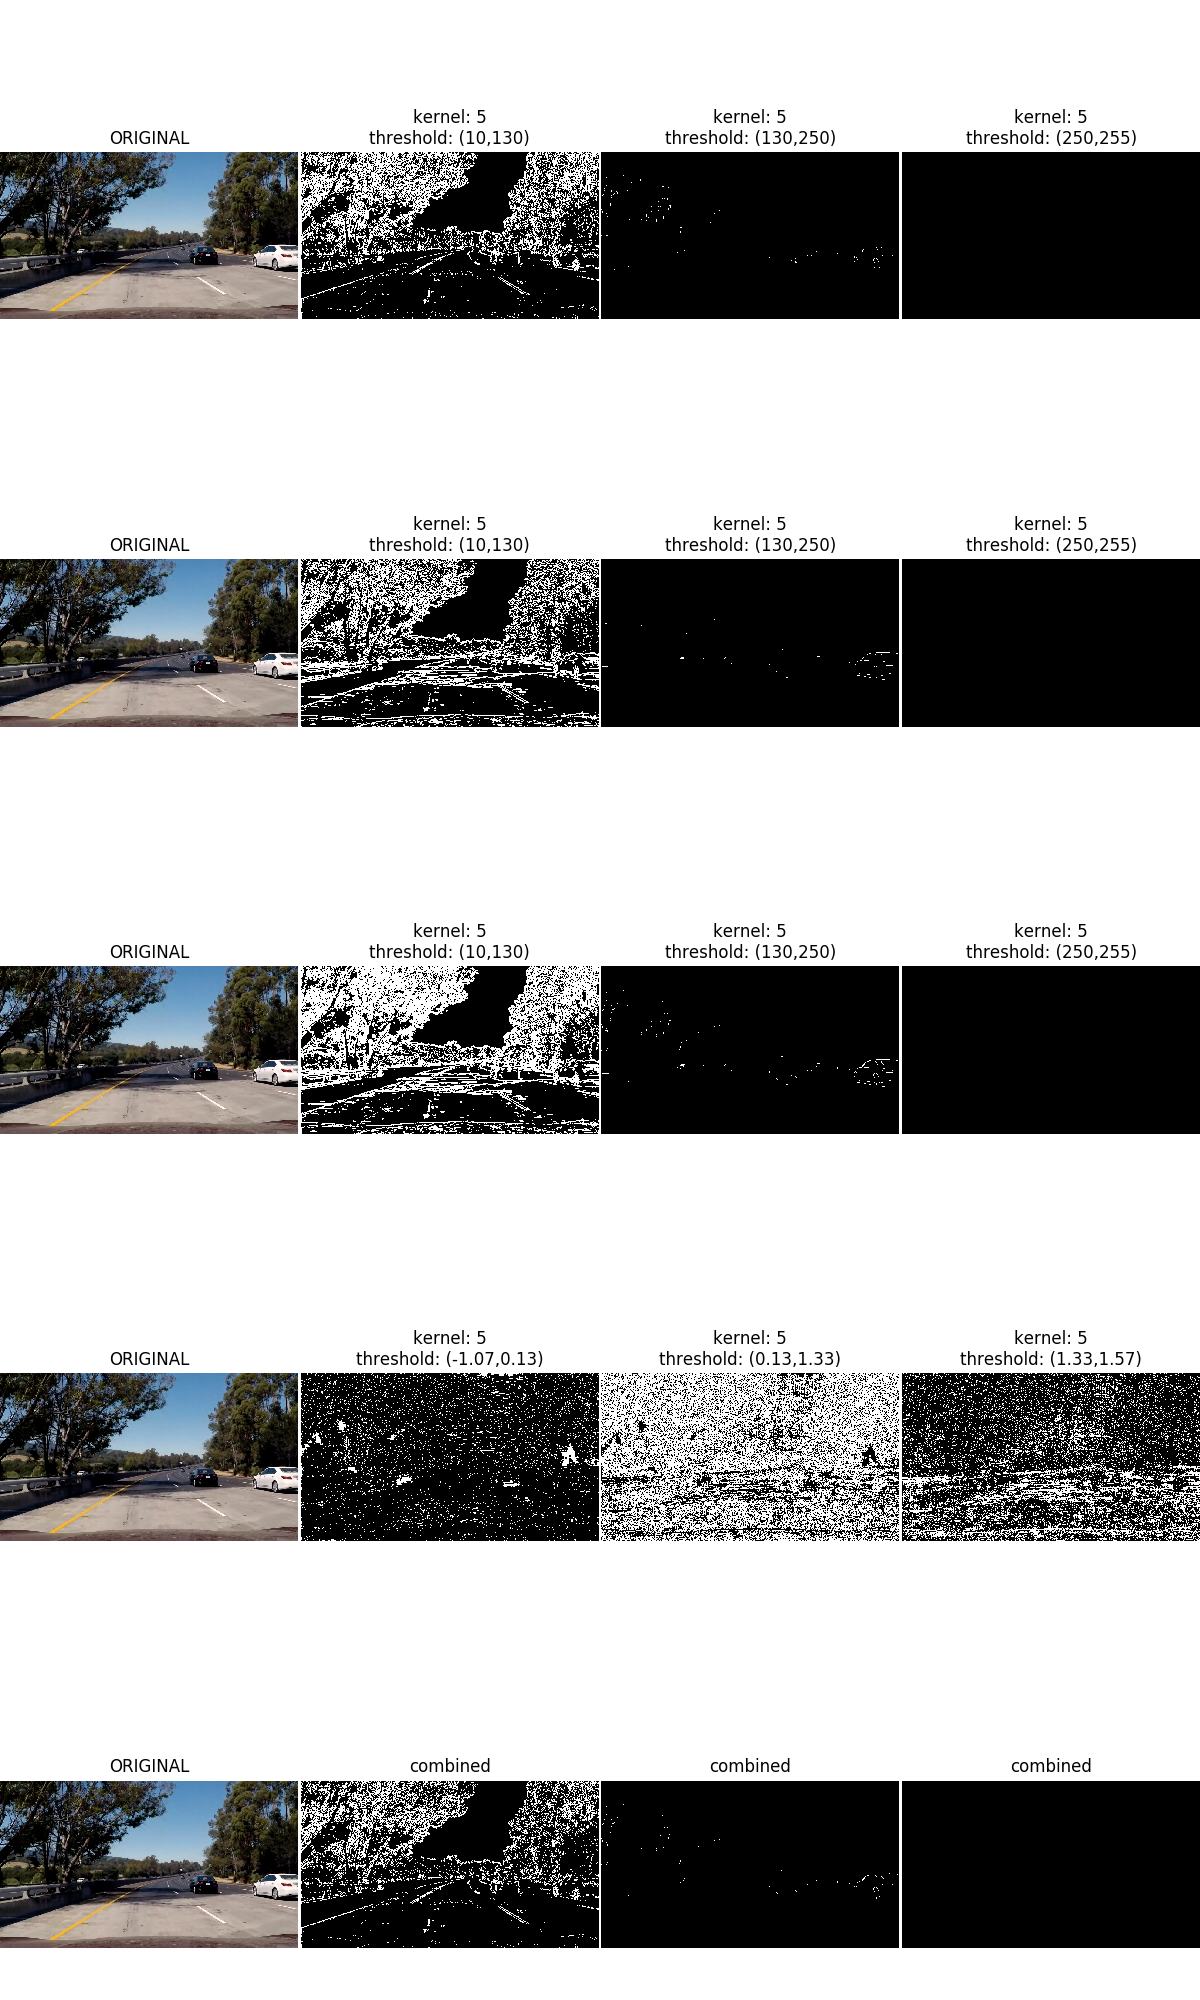 ORIGINAL
kernel: 5
threshold: (10,130)
kernel: 5
threshold: (130,250)
kernel: 5
threshold: (250,255)
ORIGINAL
kernel: 5
threshold: (10,130)
kernel: 5
threshold: (130,250)
kernel: 5
threshold: (250,255)
ORIGINAL
kernel: 5
threshold: (10,130)
kernel: 5
threshold: (130,250)
kernel: 5
threshold: (250,255)
ORIGINAL
kernel: 5
threshold: (-1.07,0.13)
kernel: 5
threshold: (0.13,1.33)
kernel: 5
threshold: (1.33,1.57)
ORIGINAL
combined
combined
combined